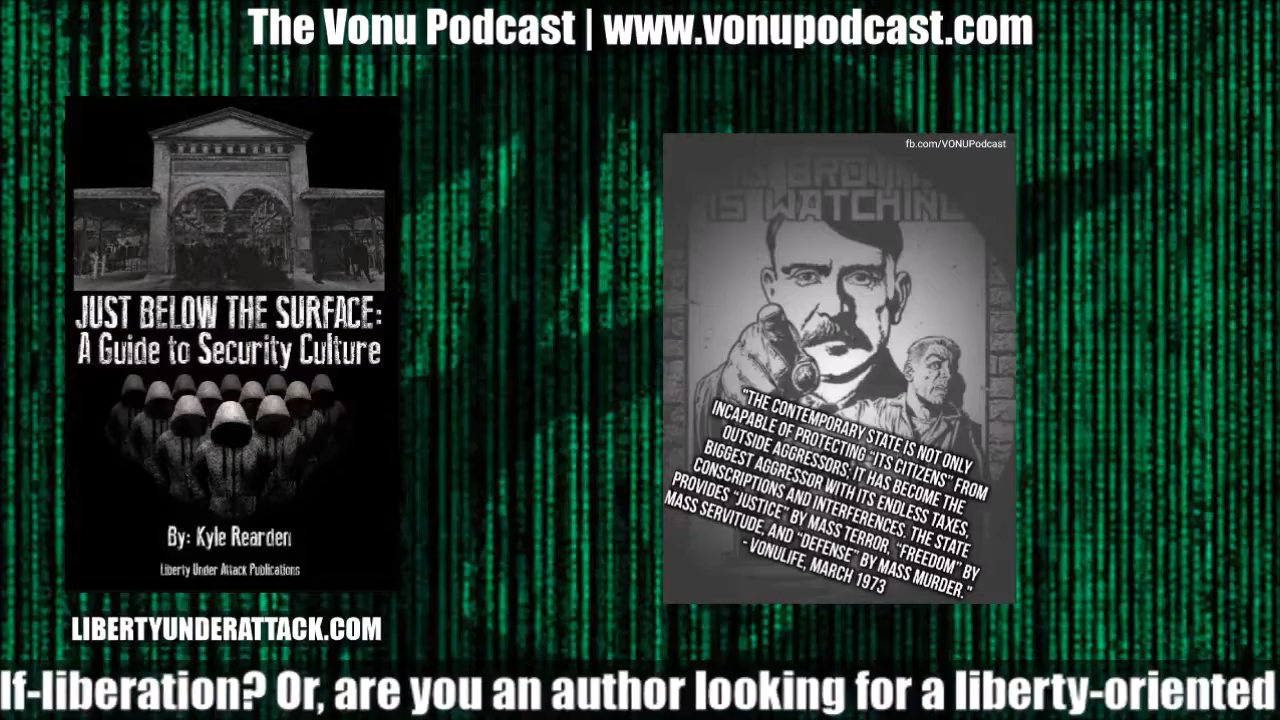 The Vonu Podcast | www.vonupodcast.com
JUST BELOW THE SURFACE:
A Guide to Security Culture
By: Kyle Rearden
Liberty Under Attack Publications
LIBERTYUNDERATTACK.COM
fb.com/VONUPodcast
IS WATCHING
"THE CONTEMPORARY STATE IS NOT ONLY
INCAPABLE OF PROTECTING "ITS CITIZENS" FROM
OUTSIDE AGGRESSORS; IT HAS BECOME THE
BIGGEST AGGRESSOR WITH ITS ENDLESS TAXES,
CONSCRIPTIONS AND INTERFERENCES. THE STATE
PROVIDES "JUSTICE" BY MASS TERROR, "FREEDOM" BY
MASS SERVITUDE, AND "DEFENSE" BY MASS MURDER."
- VONULIFE, MARCH 1973
lf-liberation? Or, are you an author looking for a liberty-oriented